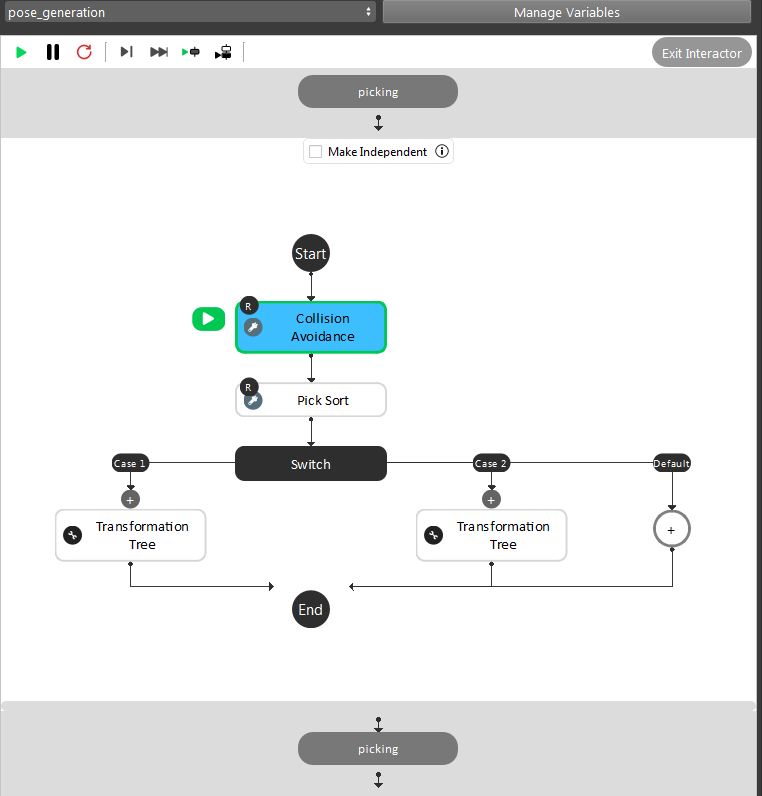 pose_generation
Manage Variables
Exit Interactor
picking
Make Independent
Start
R
Collision
Avoidance
R
Pick Sort
Case 1
Switch
Case 2
Default
+
+
Transformation
Tree
Transformation
Tree
+
End
picking